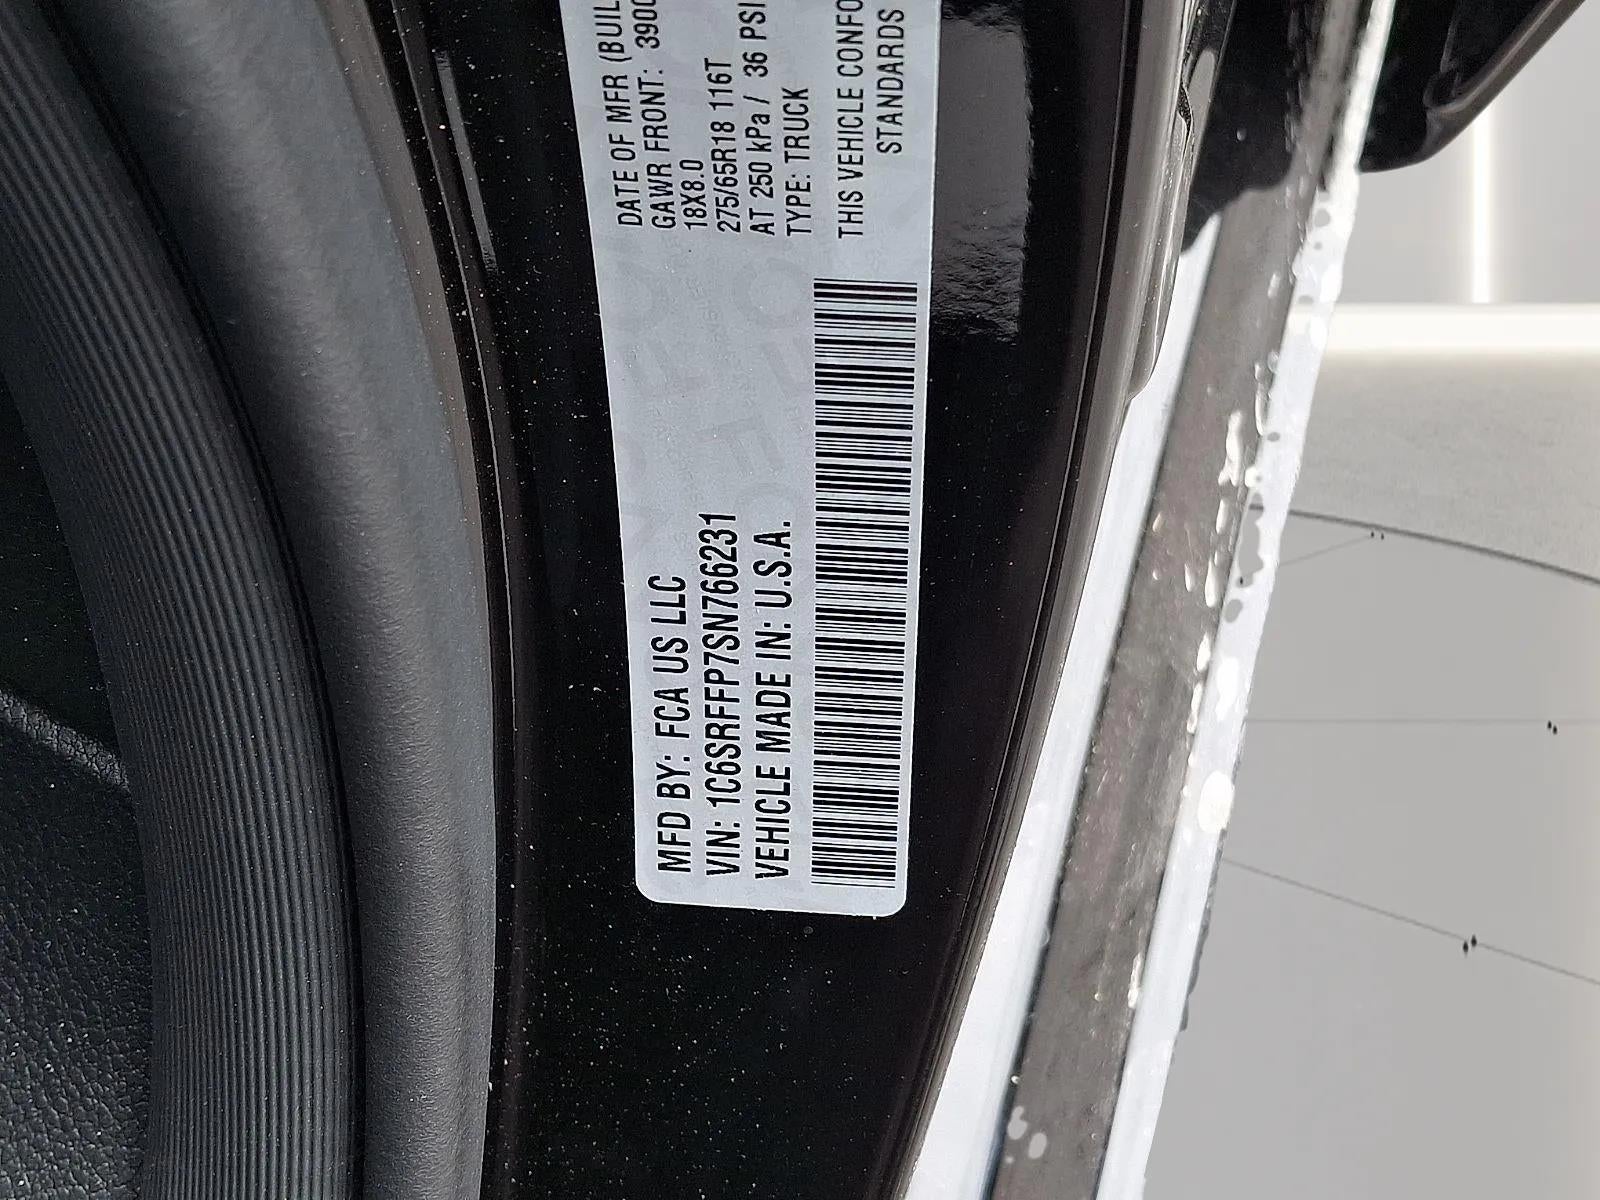 MFD BY: FCA US LLC
VIN: 1C6SRFFP7SN766231
VEHICLE MADE IN: U.S.A.
DATE OF MFR (BUIL
GAWR FRONT: 3900
18X8.0
275/65R18 116T
AT 250 kPa / 36 PSI
TYPE: TRUCK
THIS VEHICLE CONFO
STANDARDS